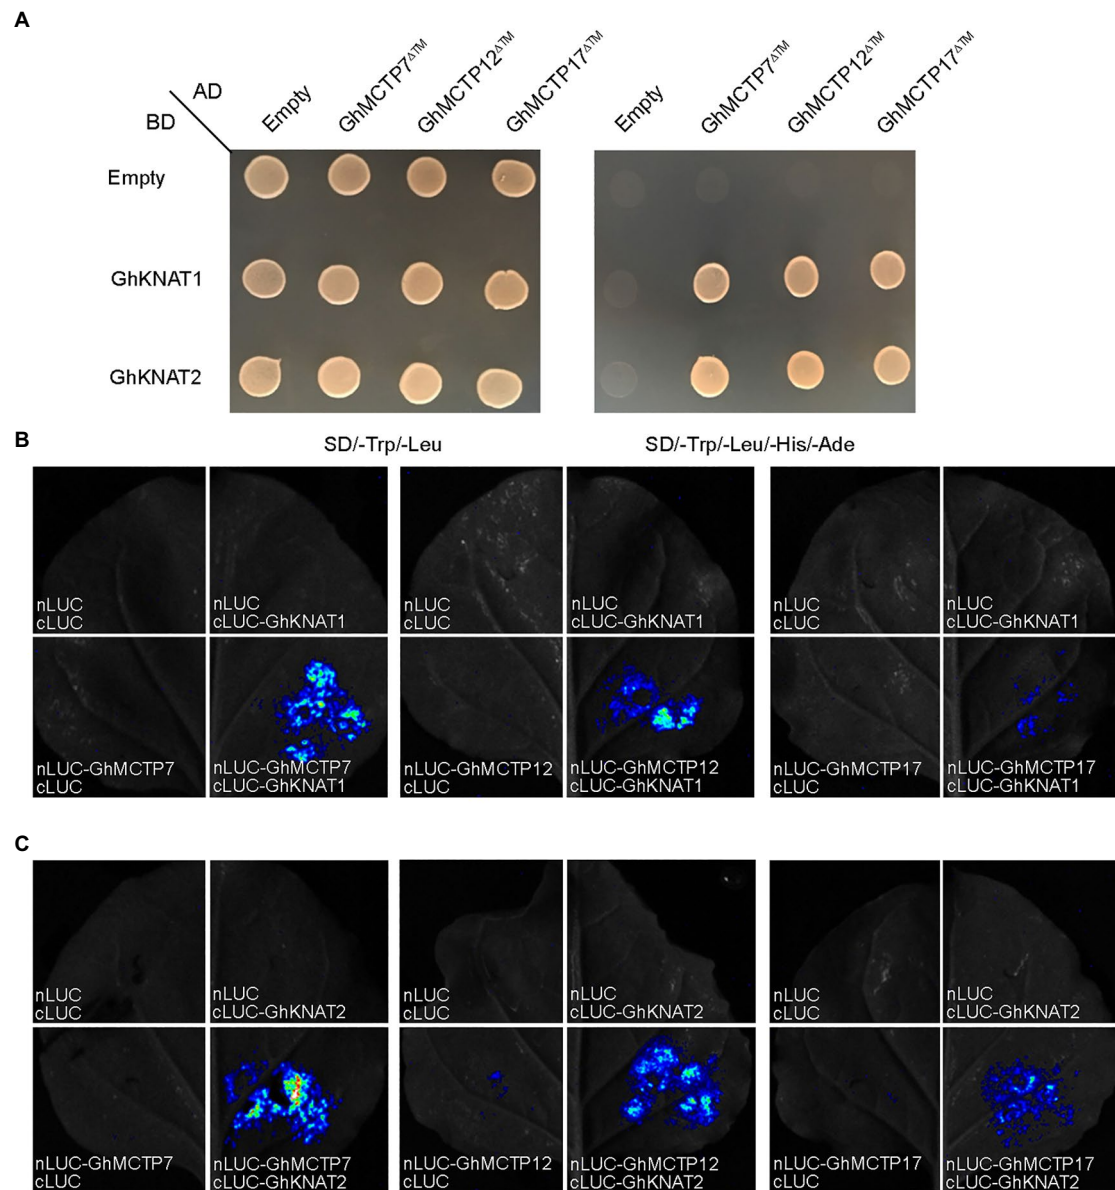 A
AD
BD
Empty
GhMCTP7ΔTM
GhMCTP12ΔTM
GhMCTP17ΔTM
Empty
GhMCTP7ΔTM
GhMCTP12ΔTM
GhMCTP17ΔTM
Empty
GhKNAT1
GhKNAT2
SD/-Trp/-Leu
SD/-Trp/-Leu/-His/-Ade
B
nLUC
cLUC
nLUC
cLUC-GhKNAT1
nLUC
cLUC
nLUC
cLUC-GhKNAT1
nLUC
cLUC
nLUC
cLUC-GhKNAT1
nLUC-GhMCTP7
cLUC
nLUC-GhMCTP7
cLUC-GhKNAT1
nLUC-GhMCTP12
cLUC
nLUC-GhMCTP12
cLUC-GhKNAT1
nLUC-GhMCTP17
cLUC
nLUC-GhMCTP17
cLUC-GhKNAT1
C
nLUC
cLUC
nLUC
cLUC-GhKNAT2
nLUC
cLUC
nLUC
cLUC-GhKNAT2
nLUC
cLUC
nLUC
cLUC-GhKNAT2
nLUC-GhMCTP7
cLUC
nLUC-GhMCTP7
cLUC-GhKNAT2
nLUC-GhMCTP12
cLUC
nLUC-GhMCTP12
cLUC-GhKNAT2
nLUC-GhMCTP17
cLUC
nLUC-GhMCTP17
cLUC-GhKNAT2